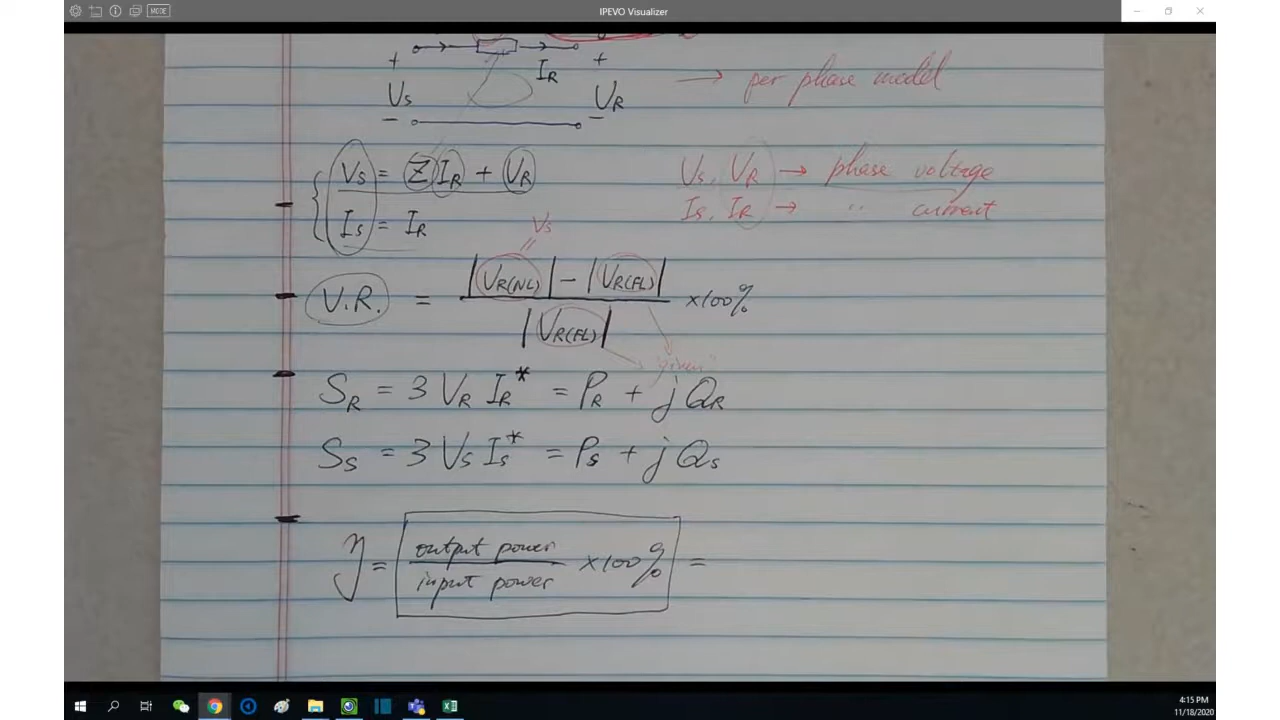 IPEVO Visualizer
MODE
+ IR +
Vs VR → per phase model
- -
Vs = Z IR + VR Vs, VR → phase voltage
Is = IR Is, IR → '' current
Vs
V.R. = |VR(NL)| - |VR(FL)| / |VR(FL)| ×100%
"given"
SR = 3 VR IR* = PR + j QR
Ss = 3 Vs Is* = Ps + j Qs
η = output power / input power ×100% =
4:15 PM
11/18/2020